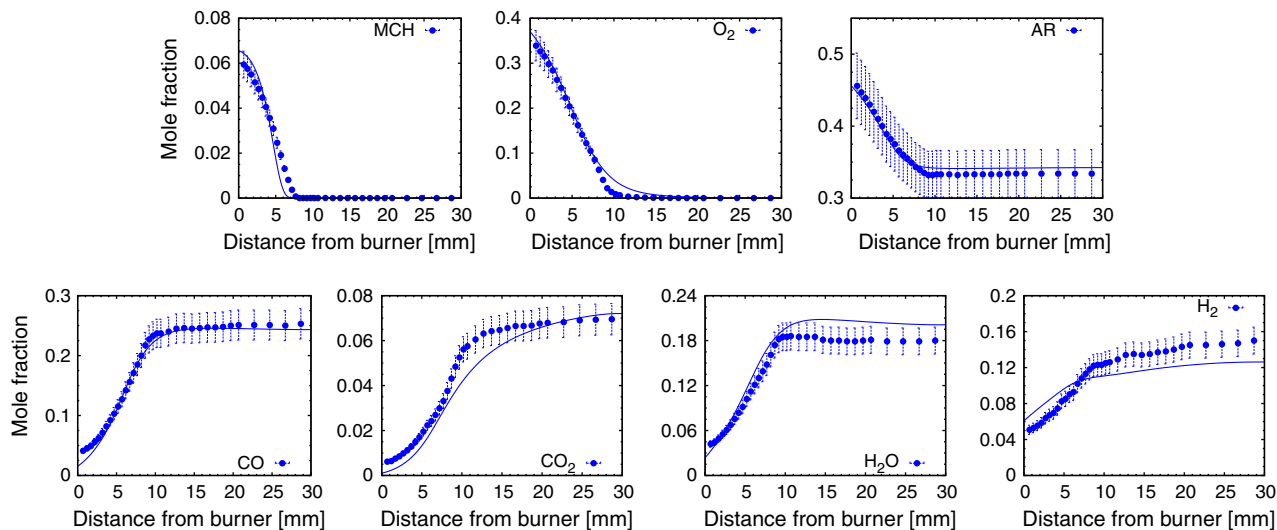 Mole fraction
0.08
0.06
0.04
0.02
0
0 5 10 15 20 25 30
MCH
Distance from burner [mm]
0.4
0.3
0.2
0.1
0
0 5 10 15 20 25 30
O2
Distance from burner [mm]
0.5
0.4
0.3
0 5 10 15 20 25 30
AR
Distance from burner [mm]
Mole fraction
0.3
0.2
0.1
0
0 5 10 15 20 25 30
CO
Distance from burner [mm]
0.08
0.06
0.04
0.02
0
0 5 10 15 20 25 30
CO2
Distance from burner [mm]
0.24
0.18
0.12
0.06
0
0 5 10 15 20 25 30
H2O
Distance from burner [mm]
0.20
0.16
0.12
0.08
0.04
0
0 5 10 15 20 25 30
H2
Distance from burner [mm]